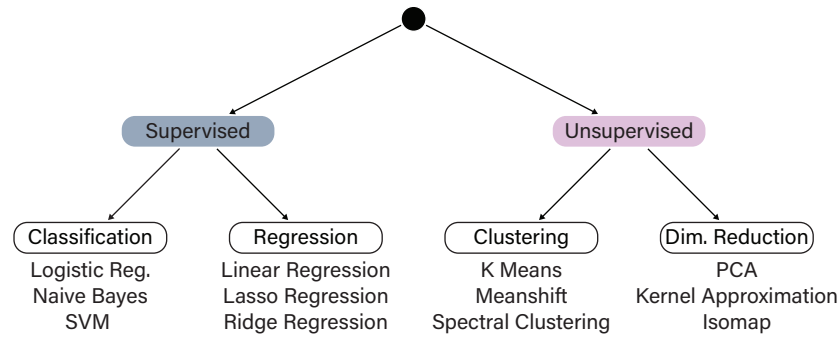 Supervised
Unsupervised
Classification
Logistic Reg.
Naive Bayes
SVM
Regression
Linear Regression
Lasso Regression
Ridge Regression
Clustering
K Means
Meanshift
Spectral Clustering
Dim. Reduction
PCA
Kernel Approximation
Isomap